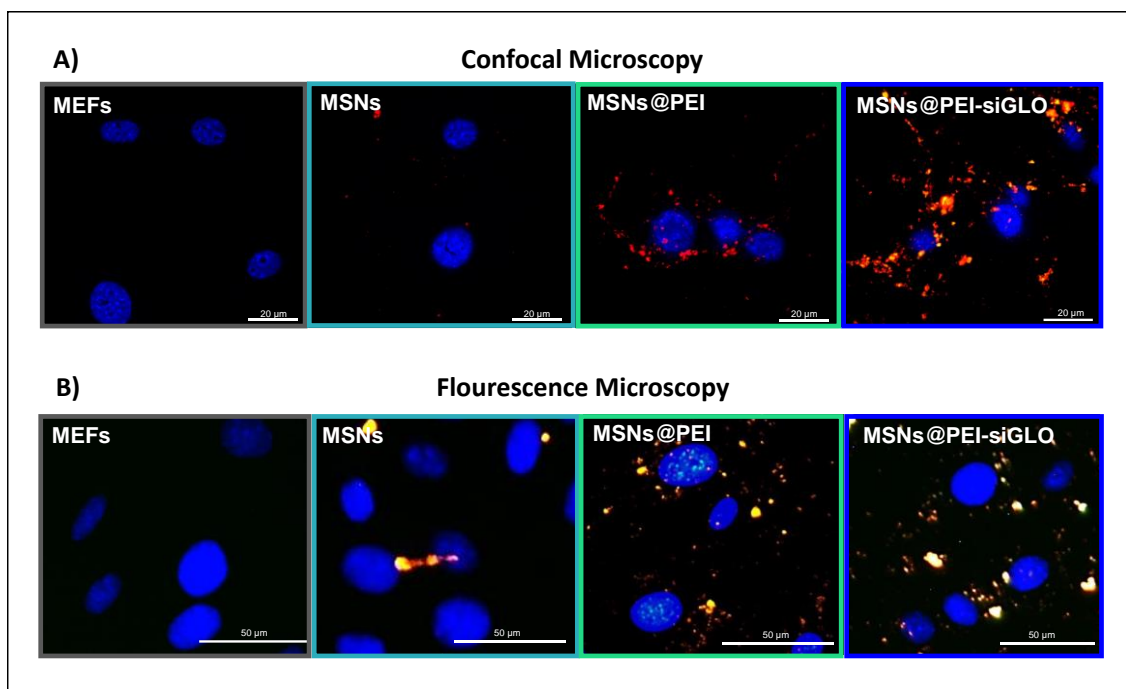 A)
Confocal Microscopy
MEFs
MSNs
MSNs@PEI
MSNs@PEI-siGLO
20 µm
20 µm
20 µm
20 µm
B)
Flourescence Microscopy
MEFs
MSNs
MSNs@PEI
MSNs@PEI-siGLO
50 µm
50 µm
50 µm
50 µm